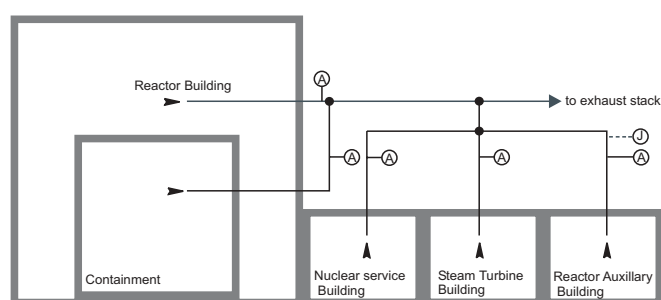 A
Reactor Building
to exhaust stack
J
A
A
A
A
Containment
Nuclear service
Building
Steam Turbine
Building
Reactor Auxillary
Building